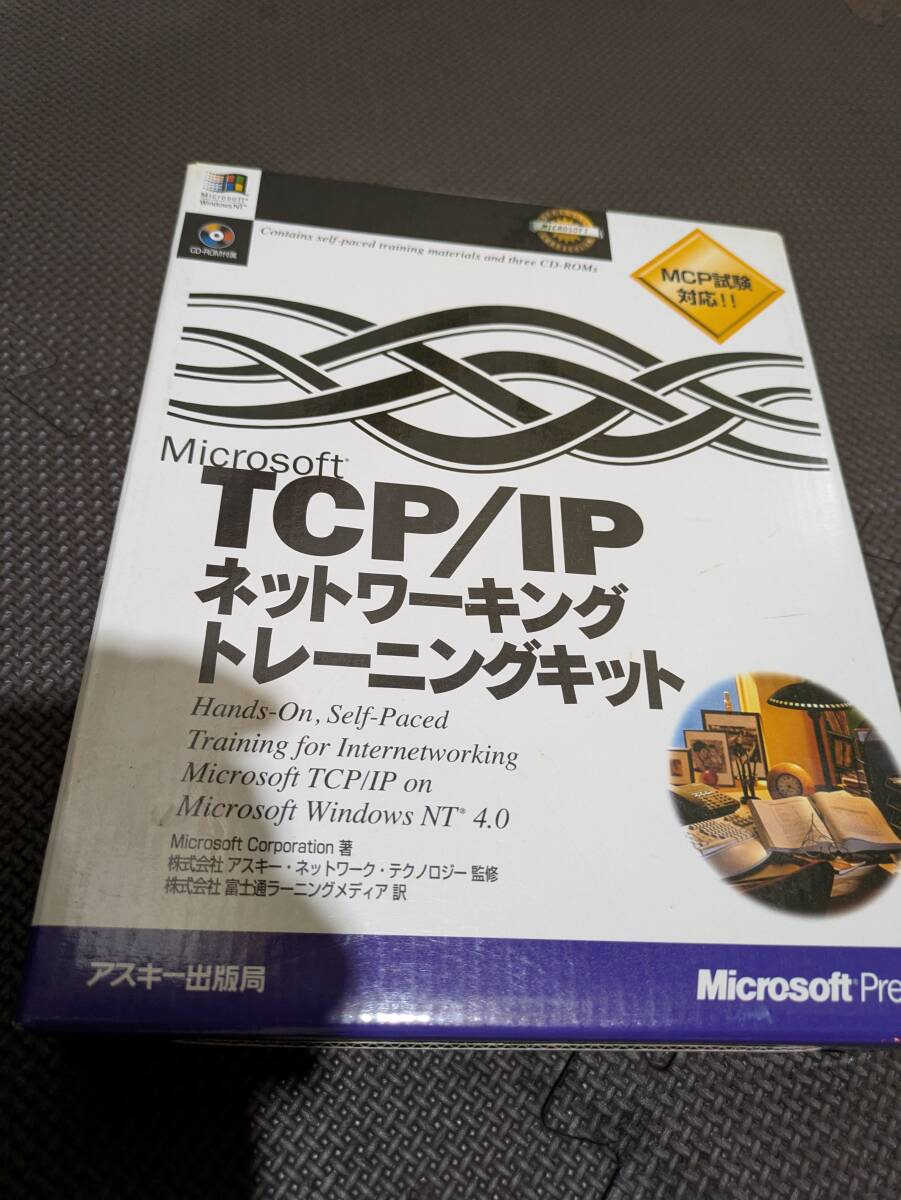 Microsoft
Windows NT
CD-ROM付属
Contains self-paced training materials and three CD-ROMs
MICROSOFT
MCP試験
対応!!
Microsoft
TCP/IP
ネットワーキング
トレーニングキット
Hands-On, Self-Paced
Training for Internetworking
Microsoft TCP/IP on
Microsoft Windows NT® 4.0
Microsoft Corporation 著
株式会社 アスキー・ネットワーク・テクノロジー 監修
株式会社 富士通ラーニングメディア 訳
アスキー出版局
Microsoft Pre